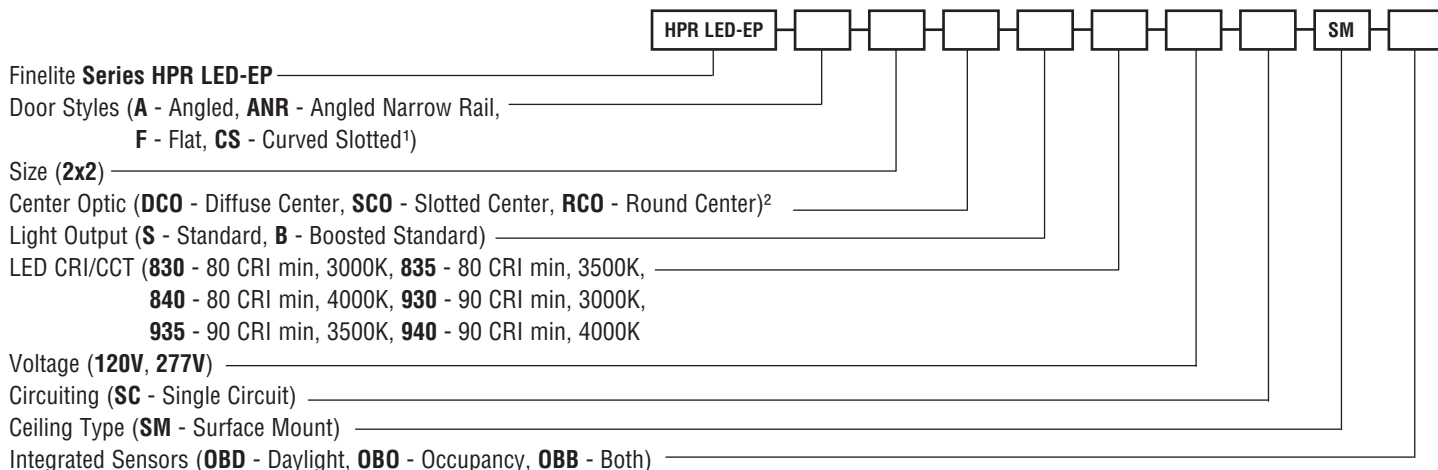 HPR LED-EP SM
Finelite Series HPR LED-EP
Door Styles (A - Angled, ANR - Angled Narrow Rail,
F - Flat, CS - Curved Slotted¹)
Size (2x2)
Center Optic (DCO - Diffuse Center, SCO - Slotted Center, RCO - Round Center)²
Light Output (S - Standard, B - Boosted Standard)
LED CRI/CCT (830 - 80 CRI min, 3000K, 835 - 80 CRI min, 3500K,
840 - 80 CRI min, 4000K, 930 - 90 CRI min, 3000K,
935 - 90 CRI min, 3500K, 940 - 90 CRI min, 4000K
Voltage (120V, 277V)
Circuiting (SC - Single Circuit)
Ceiling Type (SM - Surface Mount)
Integrated Sensors (OBD - Daylight, OBO - Occupancy, OBB - Both)